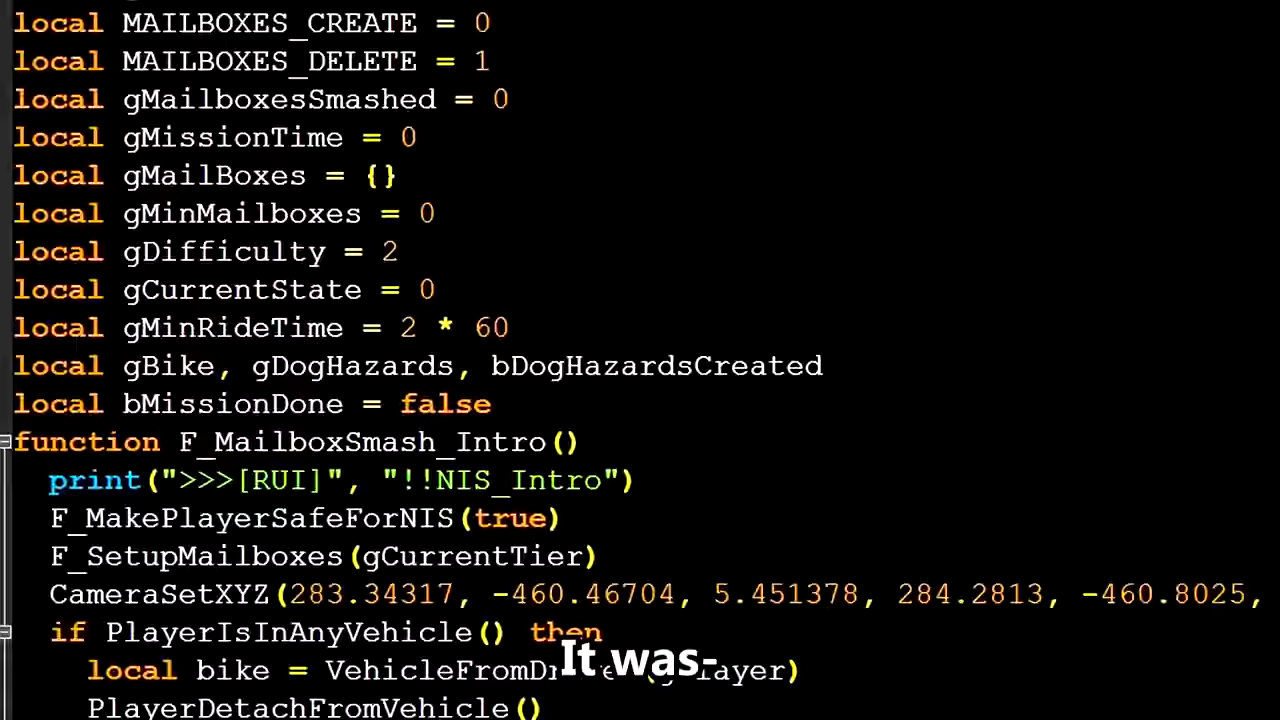 local MAILBOXES_CREATE = 0
local MAILBOXES_DELETE = 1
local gMailboxesSmashed = 0
local gMissionTime = 0
local gMailBoxes = {}
local gMinMailboxes = 0
local gDifficulty = 2
local gCurrentState = 0
local gMinRideTime = 2 * 60
local gBike, gDogHazards, bDogHazardsCreated
local bMissionDone = false
function F_MailboxSmash_Intro()
print(">>>[RUI]", "!!NIS_Intro")
F_MakePlayerSafeForNIS(true)
F_SetupMailboxes(gCurrentTier)
CameraSetXYZ(283.34317, -460.46704, 5.451378, 284.2813, -460.8025,
if PlayerIsInAnyVehicle() then
local bike =
It was-
PlayerDetachFromVehicle()